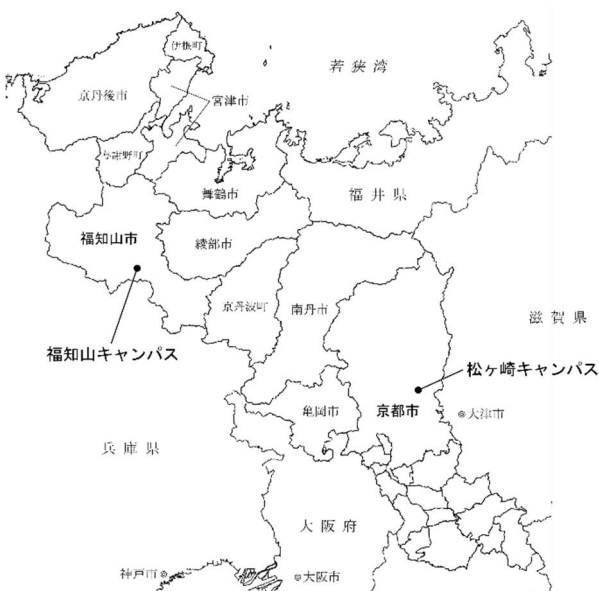 伊根町
若狭湾
京丹後市
宮津市
与謝野町
舞鶴市
福井県
福知山市
綾部市
京丹波町
南丹市
滋賀県
福知山キャンパス
松ヶ崎キャンパス
亀岡市
京都市
大津市
兵庫県
大阪府
神戸市
大阪市